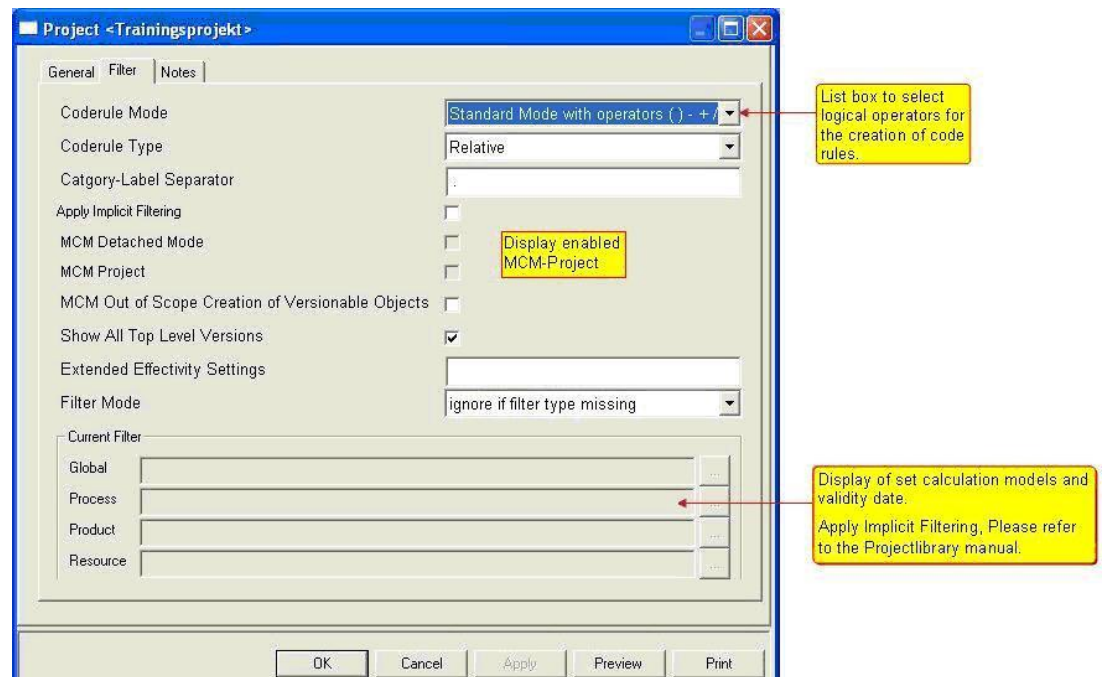 Project <Trainingsprojekt>
General Filter Notes
Coderule Mode
Standard Mode with operators ( ) - + /
List box to select
logical operators for
the creation of code
rules.
Coderule Type
Relative
Catgory-Label Separator
.
Apply Implicit Filtering
MCM Detached Mode
Display enabled
MCM-Project
MCM Project
MCM Out of Scope Creation of Versionable Objects
Show All Top Level Versions
Extended Effectivity Settings
Filter Mode
ignore if filter type missing
Current Filter
Global ...
Process ...
Product ...
Resource ...
Display of set calculation models and
validity date.
Apply Implicit Filtering, Please refer
to the Projectlibrary manual.
OK Cancel Apply Preview Print